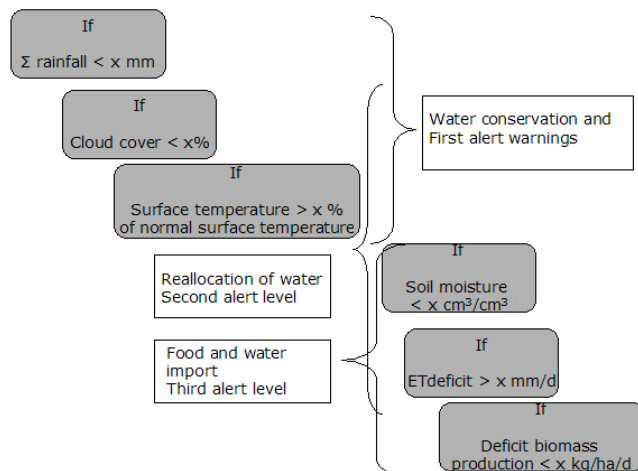 If
Σ rainfall < x mm
If
Cloud cover < x%
If
Surface temperature > x %
of normal surface temperature
Water conservation and
First alert warnings
Reallocation of water
Second alert level
Food and water
import
Third alert level
If
Soil moisture
< x cm³/cm³
If
ETdeficit > x mm/d
If
Deficit biomass
production < x kg/ha/d